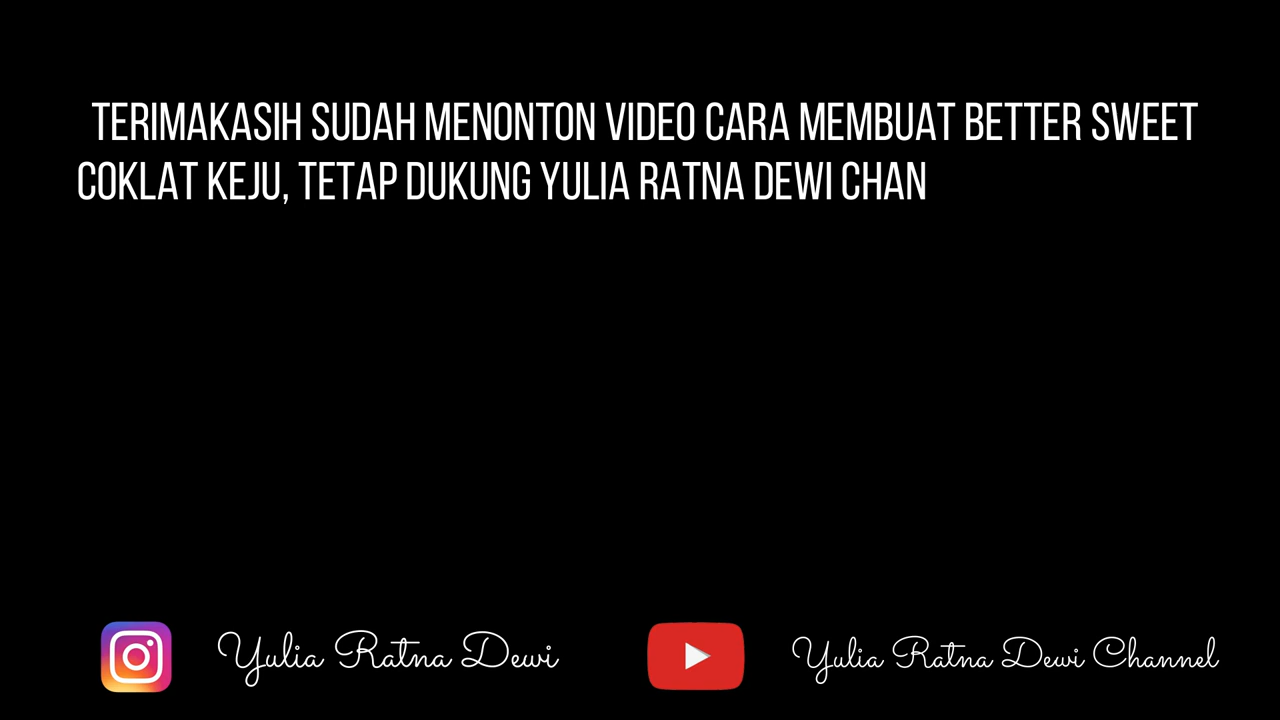 TERIMAKASIH SUDAH MENONTON VIDEO CARA MEMBUAT BETTER SWEET
COKLAT KEJU, TETAP DUKUNG YULIA RATNA DEWI CHAN
Yulia Ratna Dewi
Yulia Ratna Dewi Channel